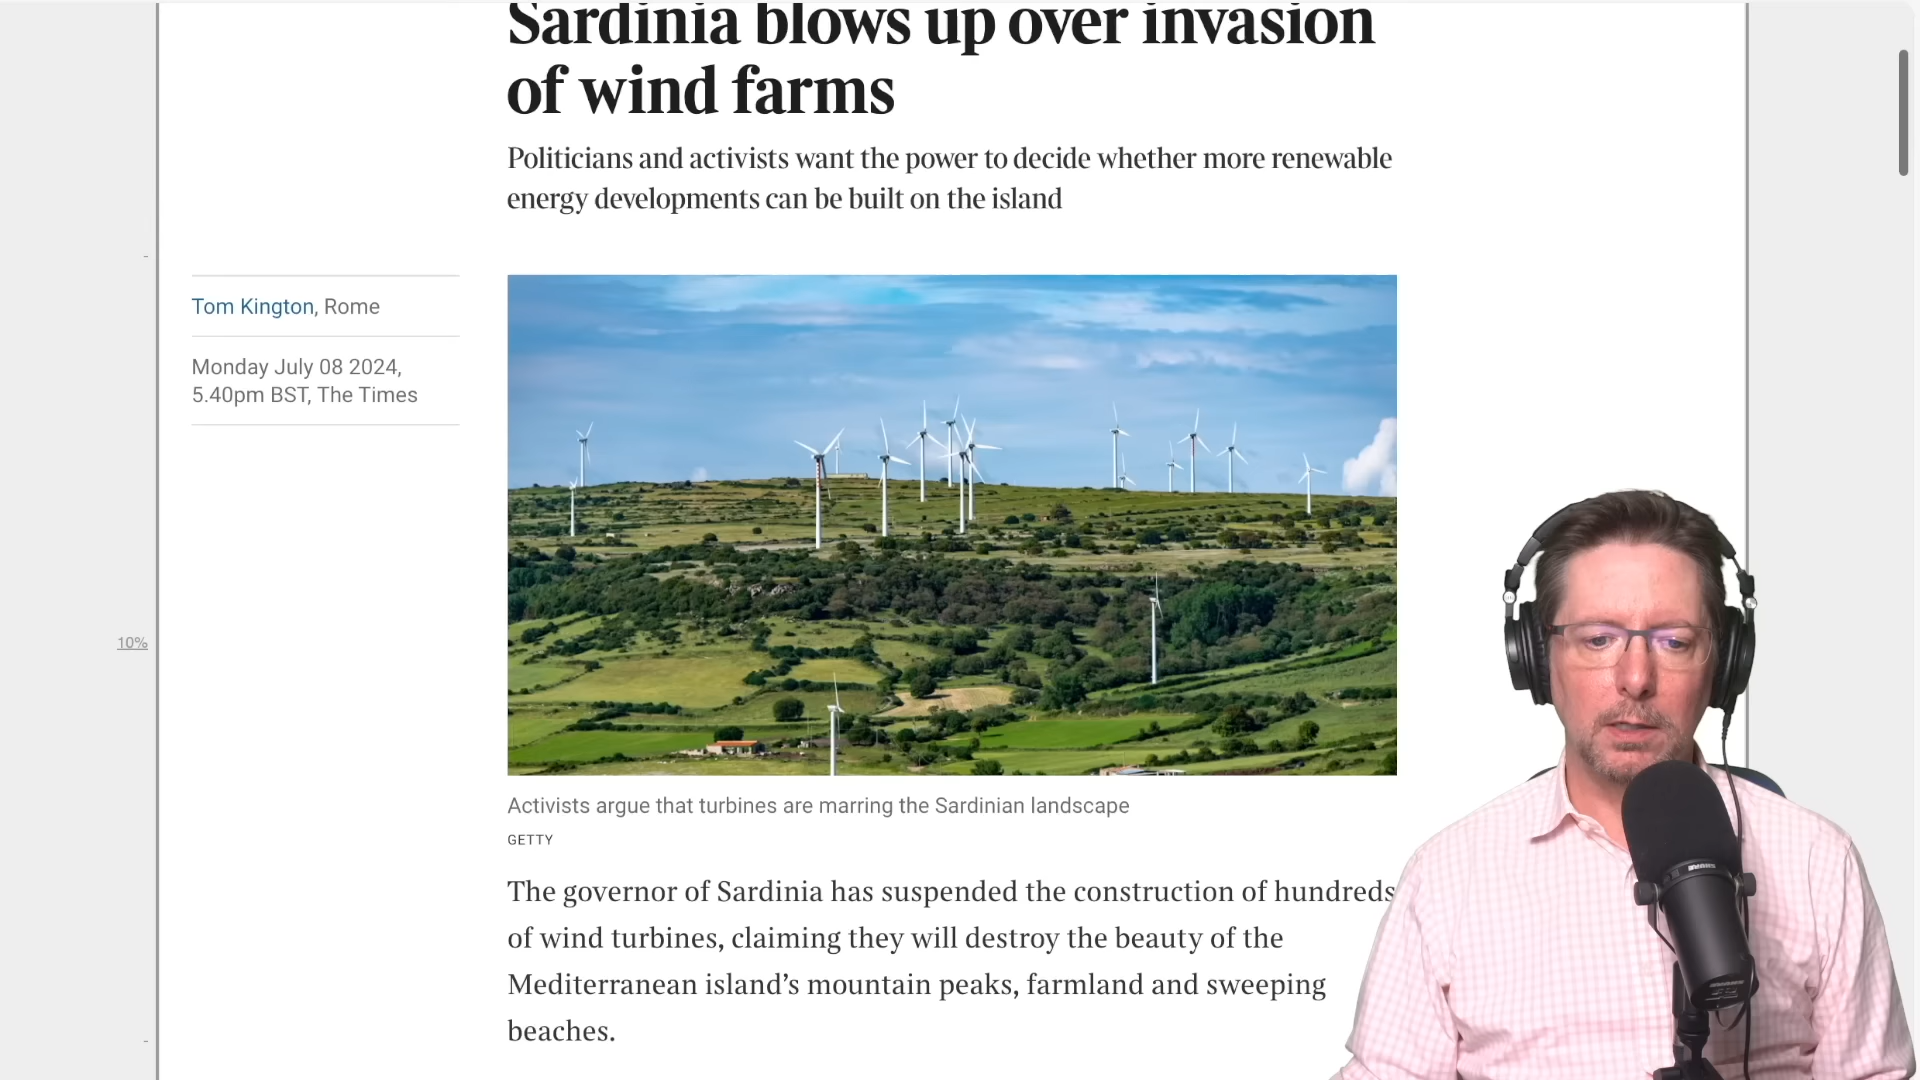 Sardinia blows up over invasion
of wind farms
Politicians and activists want the power to decide whether more renewable
energy developments can be built on the island
Tom Kington, Rome
Monday July 08 2024,
5.40pm BST, The Times
10%
Activists argue that turbines are marring the Sardinian landscape
GETTY
The governor of Sardinia has suspended the construction of hundreds
of wind turbines, claiming they will destroy the beauty of the
Mediterranean island’s mountain peaks, farmland and sweeping
beaches.